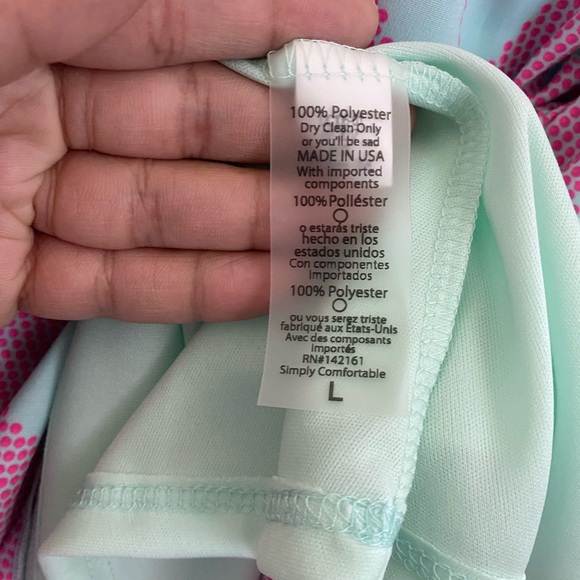 100% Polyester
Dry Clean Only
or you'll be sad
MADE IN USA
With imported
components
100% Poliéster
o estarás triste
hecho en los
estados unidos
Con componentes
importados
100% Polyester
ou vous serez triste
fabriqué aux États-Unis
Avec des composants
importés
RN#142161
Simply Comfortable
L